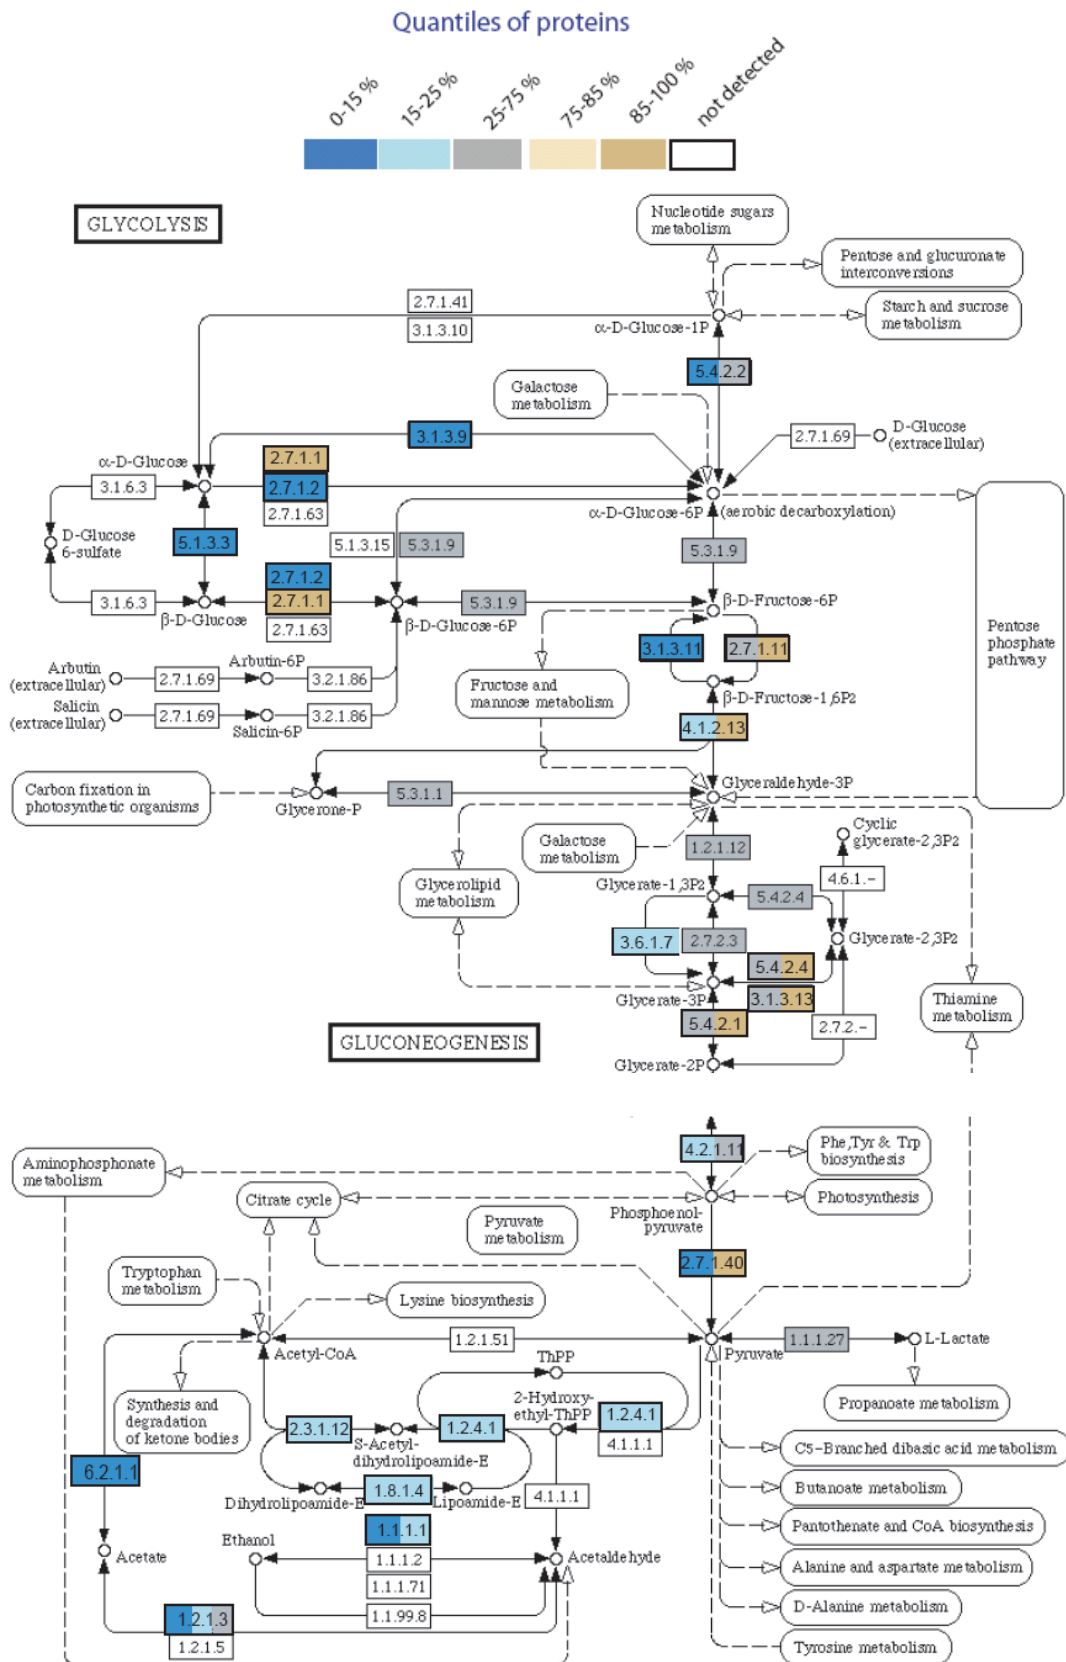 Quantiles of proteins
0-15 %
15-25 %
25-75 %
75-85 %
85-100 %
not detected
GLYCOLYSIS
Nucleotide sugars
metabolism
Pentose and glucuronate
interconversions
Starch and sucrose
metabolism
2.7.1.41
3.1.3.10
α-D-Glucose-1P
5.4.2.2
Galactose
metabolism
3.1.3.9
2.7.1.69
D-Glucose
(extracellular)
α-D-Glucose
2.7.1.1
3.1.6.3
2.7.1.2
2.7.1.63
α-D-Glucose-6P
(aerobic decarboxylation)
D-Glucose
6-sulfate
5.1.3.3
5.1.3.15
5.3.1.9
5.3.1.9
2.7.1.2
3.1.6.3
2.7.1.1
5.3.1.9
β-D-Glucose
2.7.1.63
β-D-Glucose-6P
β-D-Fructose-6P
Pentose
phosphate
pathway
3.1.3.11
2.7.1.11
Arbutin
(extracellular)
2.7.1.69
Arbutin-6P
3.2.1.86
Salicin
(extracellular)
2.7.1.69
Salicin-6P
3.2.1.86
Fructose and
mannose metabolism
β-D-Fructose-1,6P2
4.1.2.13
Carbon fixation in
photosynthetic organisms
Glycerone-P
5.3.1.1
Glyceraldehyde-3P
Galactose
metabolism
1.2.1.12
Cyclic
glycerate-2,3P2
4.6.1.-
Glycerolipid
metabolism
Glycerate-1,3P2
5.4.2.4
3.6.1.7
2.7.2.3
Glycerate-2,3P2
5.4.2.4
Glycerate-3P
3.1.3.13
Thiamine
metabolism
5.4.2.1
2.7.2.-
GLUCONEOGENESIS
Glycerate-2P
4.2.1.11
Phe,Tyr & Trp
biosynthesis
Aminophosphonate
metabolism
Citrate cycle
Phosphoenol-
pyruvate
Photosynthesis
Pyruvate
metabolism
2.7.1.40
Tryptophan
metabolism
Lysine biosynthesis
1.2.1.51
1.1.1.27
L-Lactate
Acetyl-CoA
ThPP
Pyruvate
Synthesis and
degradation
of ketone bodies
2-Hydroxy-
ethyl-ThPP
Propanoate metabolism
2.3.1.12
1.2.4.1
1.2.4.1
S-Acetyl-
dihydrolipoamide-E
4.1.1.1
C5-Branched dibasic acid metabolism
6.2.1.1
Dihydrolipoamide-E
1.8.1.4
Lipoamide-E
4.1.1.1
Butanoate metabolism
Pantothenate and CoA biosynthesis
Ethanol
1.1.1.1
Acetate
1.1.1.2
Acetaldehyde
Alanine and aspartate metabolism
1.1.1.71
1.1.99.8
D-Alanine metabolism
1.2.1.3
1.2.1.5
Tyrosine metabolism